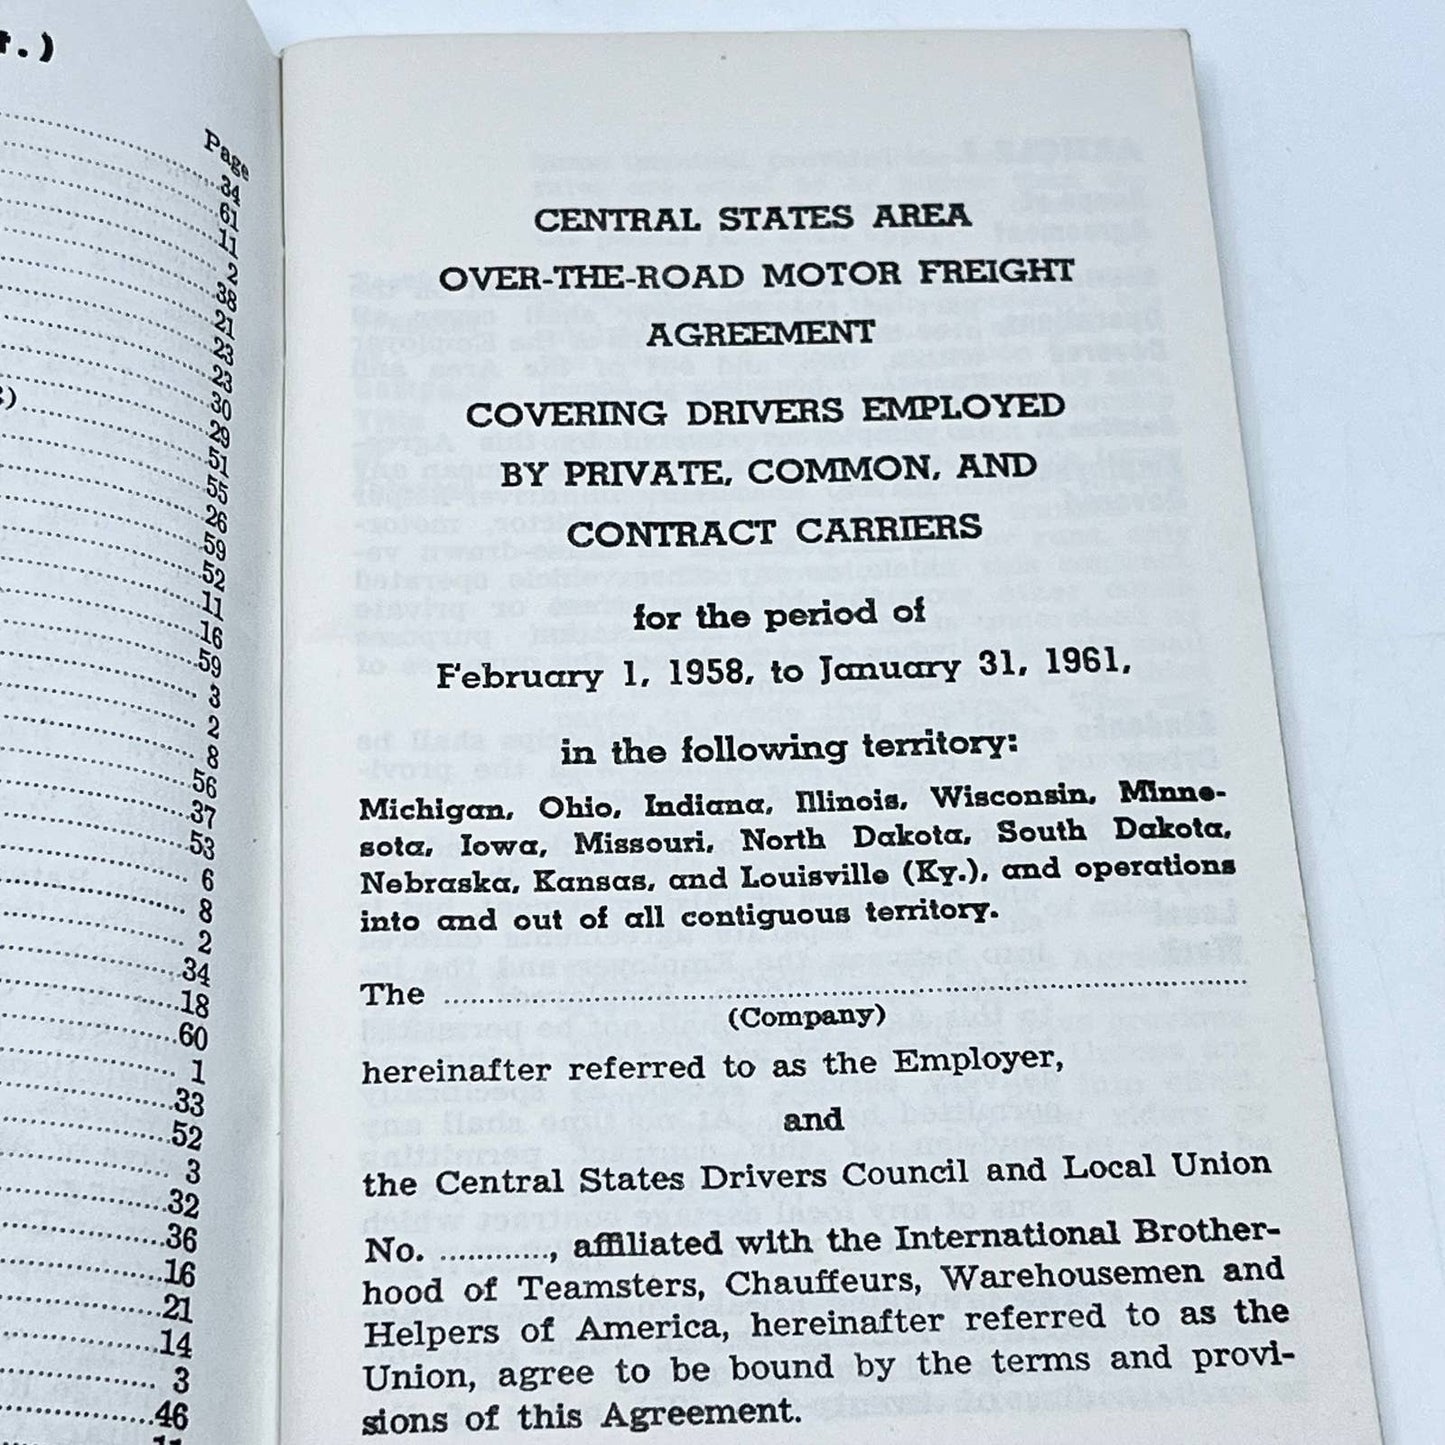 r.)
Page
34
61
11
2
38
21
23
23
30
29
51
55
26
59
52
11
16
59
3
2
8
56
37
53
6
8
2
34
18
60
1
33
52
3
32
36
16
21
14
3
46
11
CENTRAL STATES AREA
OVER-THE-ROAD MOTOR FREIGHT
AGREEMENT
COVERING DRIVERS EMPLOYED
BY PRIVATE, COMMON, AND
CONTRACT CARRIERS
for the period of
February 1, 1958, to January 31, 1961,
in the following territory:
Michigan, Ohio, Indiana, Illinois, Wisconsin, Minne-
sota, Iowa, Missouri, North Dakota, South Dakota,
Nebraska, Kansas, and Louisville (Ky.), and operations
into and out of all contiguous territory.
The ..........
(Company)
hereinafter referred to as the Employer,
and
the Central States Drivers Council and Local Union
No. ............, affiliated with the International Brother-
hood of Teamsters, Chauffeurs, Warehousemen and
Helpers of America, hereinafter referred to as the
Union, agree to be bound by the terms and provi-
sions of this Agreement.